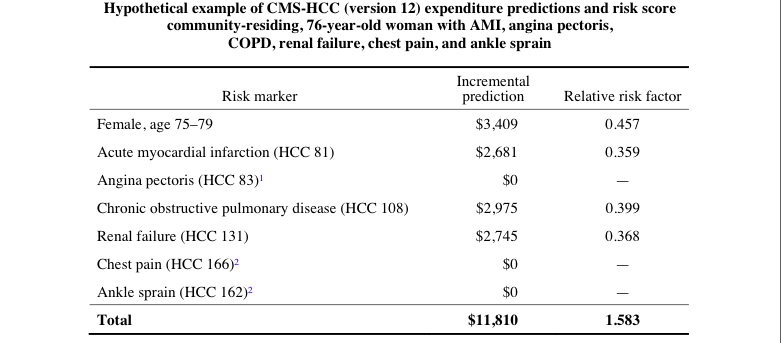 Hypothetical example of CMS-HCC (version 12) expenditure predictions and risk score
community-residing, 76-year-old woman with AMI, angina pectoris,
COPD, renal failure, chest pain, and ankle sprain
Risk marker Incremental prediction Relative risk factor
Female, age 75–79 $3,409 0.457
Acute myocardial infarction (HCC 81) $2,681 0.359
Angina pectoris (HCC 83)¹ $0 —
Chronic obstructive pulmonary disease (HCC 108) $2,975 0.399
Renal failure (HCC 131) $2,745 0.368
Chest pain (HCC 166)² $0 —
Ankle sprain (HCC 162)² $0 —
Total $11,810 1.583